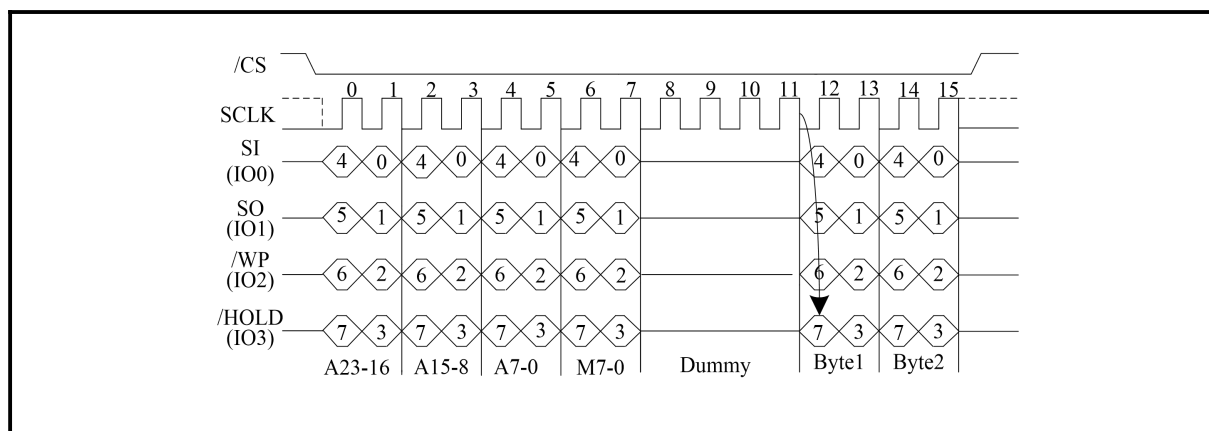 /CS
0 1 2 3 4 5 6 7 8 9 10 11 12 13 14 15
SCLK
SI
(IO0)
4 0 4 0 4 0 4 0 4 0 4 0
SO
(IO1)
5 1 5 1 5 1 5 1 5 1 5 1
/WP
(IO2)
6 2 6 2 6 2 6 2 6 2 6 2
/HOLD
(IO3)
7 3 7 3 7 3 7 3 7 3 7 3
A23-16 A15-8 A7-0 M7-0 Dummy Byte1 Byte2